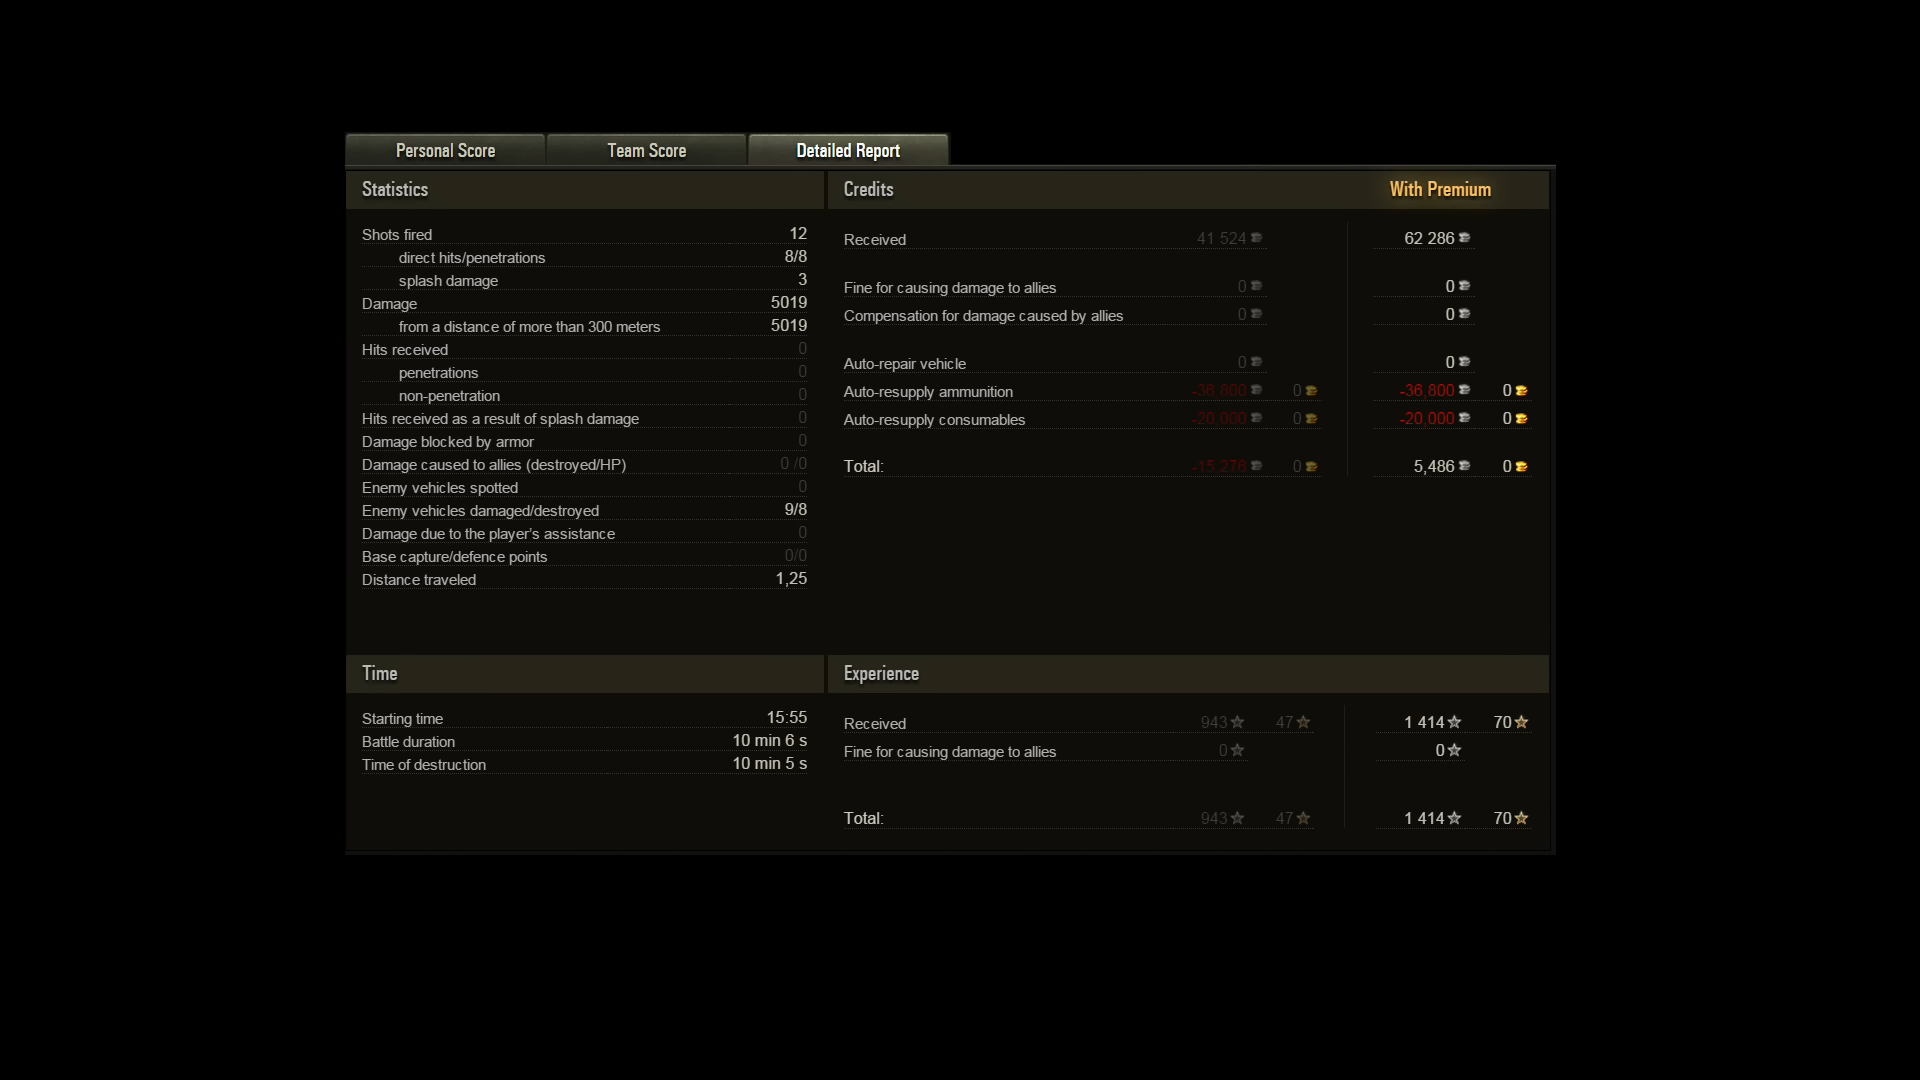 Personal Score Team Score Detailed Report
Statistics
Shots fired 12
direct hits/penetrations 8/8
splash damage 3
Damage 5019
from a distance of more than 300 meters 5019
Hits received 0
penetrations 0
non-penetration 0
Hits received as a result of splash damage 0
Damage blocked by armor 0
Damage caused to allies (destroyed/HP) 0 /0
Enemy vehicles spotted 0
Enemy vehicles damaged/destroyed 9/8
Damage due to the player's assistance 0
Base capture/defence points 0/0
Distance traveled 1,25
Credits With Premium
Received 41 524 62 286
Fine for causing damage to allies 0 0
Compensation for damage caused by allies 0 0
Auto-repair vehicle 0 0
Auto-resupply ammunition -36 800 0 -36,800 0
Auto-resupply consumables -20,000 0 -20,000 0
Total: -15 276 0 5,486 0
Time
Starting time 15:55
Battle duration 10 min 6 s
Time of destruction 10 min 5 s
Experience
Received 943 47 1 414 70
Fine for causing damage to allies 0 0
Total: 943 47 1 414 70